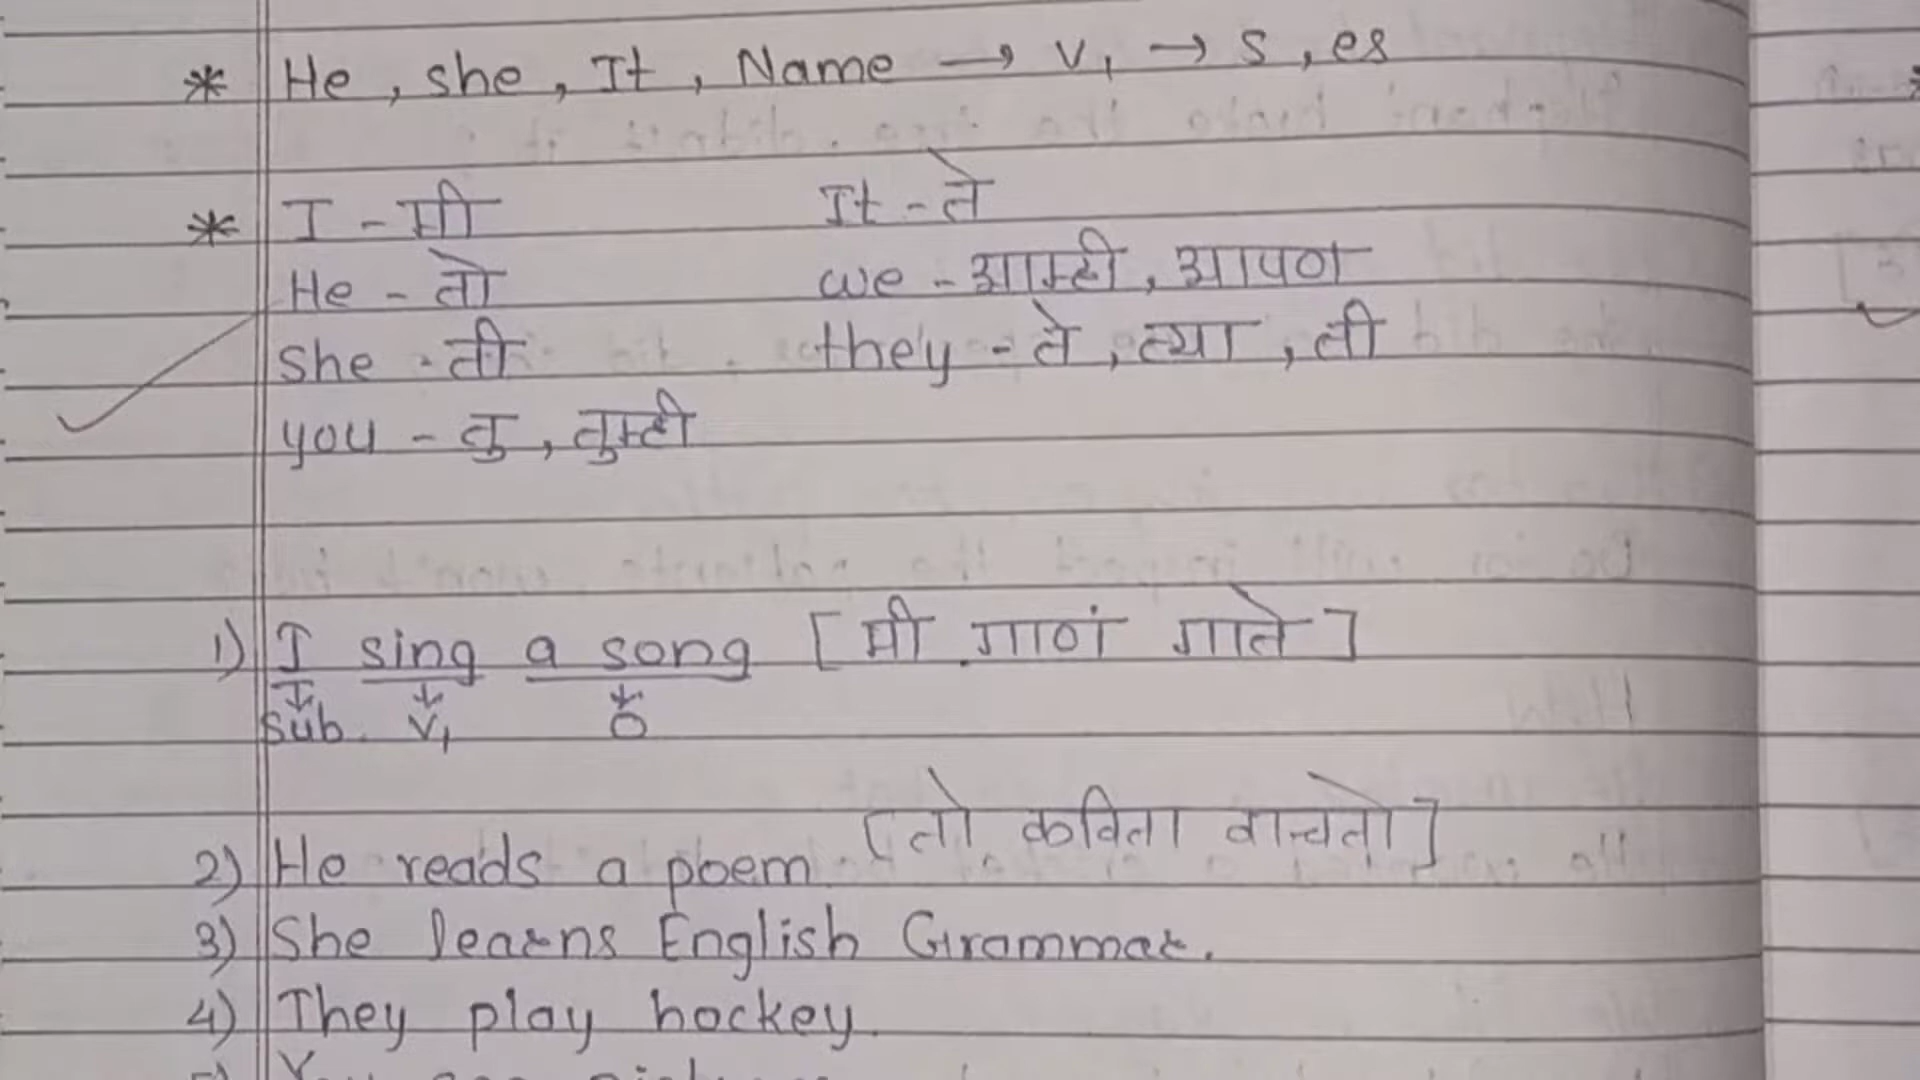 * He, she, It, Name → V1 → s, es
* I - मी It - ते
He - तो we - आम्ही, आपण
She - ती they - ते, त्या, ती
you - तु, तुम्ही
1) I sing a song [मी गाणं गाते]
↓ ↓ ↓
Sub. V1 O
[तो कविता वाचतो]
2) He reads a poem.
3) She learns English Grammar.
4) They play hockey.